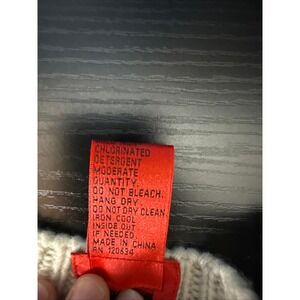 CHLORINATED
DETERGENT
MODERATE
QUANTITY.
DO NOT BLEACH.
HANG DRY.
DO NOT DRY CLEAN
IRON COOL
INSIDE OUT
IF NEEDED.
MADE IN CHINA
RN 120634